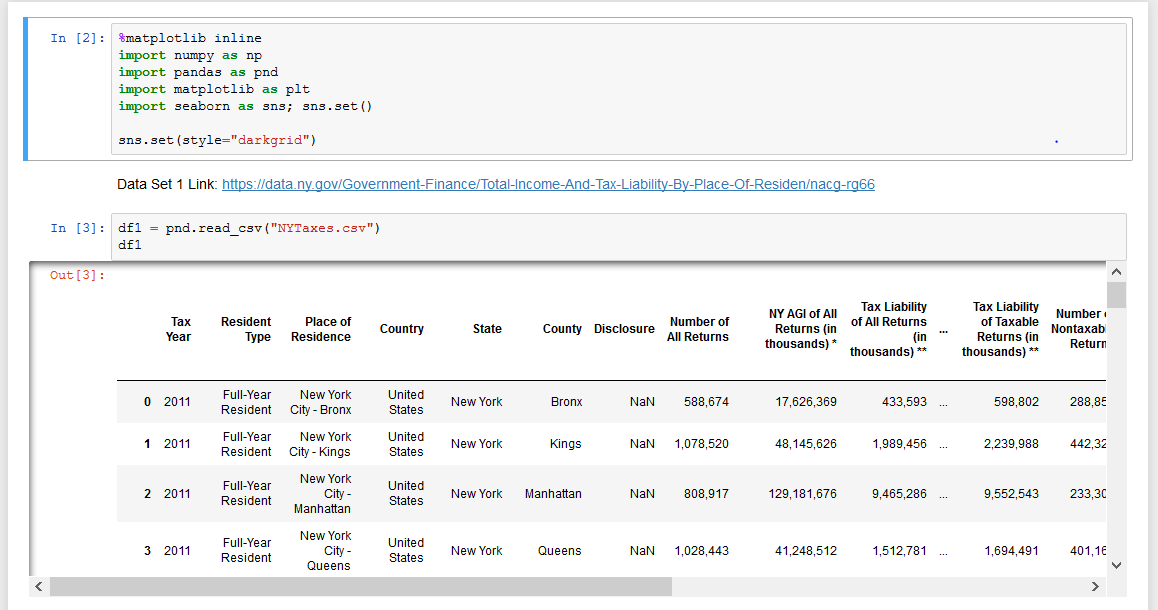 In [2]:
%matplotlib inline
import numpy as np
import pandas as pnd
import matplotlib as plt
import seaborn as sns; sns.set()
sns.set(style="darkgrid")
Data Set 1 Link: https://data.ny.gov/Government-Finance/Total-Income-And-Tax-Liability-By-Place-Of-Residen/nacg-rg66
In [3]:
df1 = pnd.read_csv("NYTaxes.csv")
df1
Out[3]:
Tax Year
Resident Type
Place of Residence
Country
State
County
Disclosure
Number of All Returns
NY AGI of All Returns (in thousands) *
Tax Liability of All Returns (in thousands) **
...
Tax Liability of Taxable Returns (in thousands) **
Number
Return
0 2011 Full-Year Resident New York City - Bronx United States New York Bronx NaN 588,674 17,626,369 433,593 ... 598,802 288,85
1 2011 Full-Year Resident New York City - Kings United States New York Kings NaN 1,078,520 48,145,626 1,989,456 ... 2,239,988 442,32
2 2011 Full-Year Resident New York City - Manhattan United States New York Manhattan NaN 808,917 129,181,676 9,465,286 ... 9,552,543 233,30
3 2011 Full-Year Resident New York City - Queens United States New York Queens NaN 1,028,443 41,248,512 1,512,781 ... 1,694,491 401,16